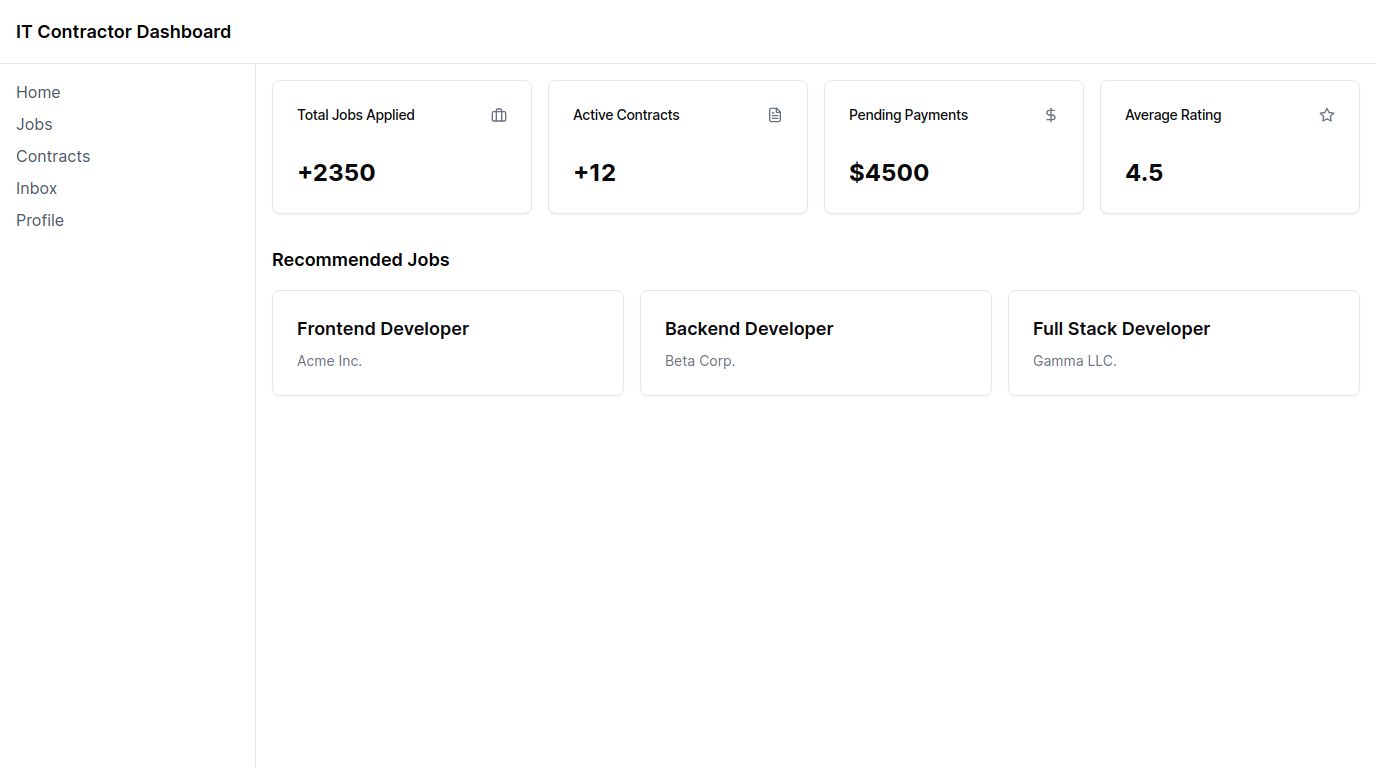 IT Contractor Dashboard
Home
Jobs
Contracts
Inbox
Profile
Total Jobs Applied
+2350
Active Contracts
+12
Pending Payments
$4500
Average Rating
4.5
Recommended Jobs
Frontend Developer
Acme Inc.
Backend Developer
Beta Corp.
Full Stack Developer
Gamma LLC.